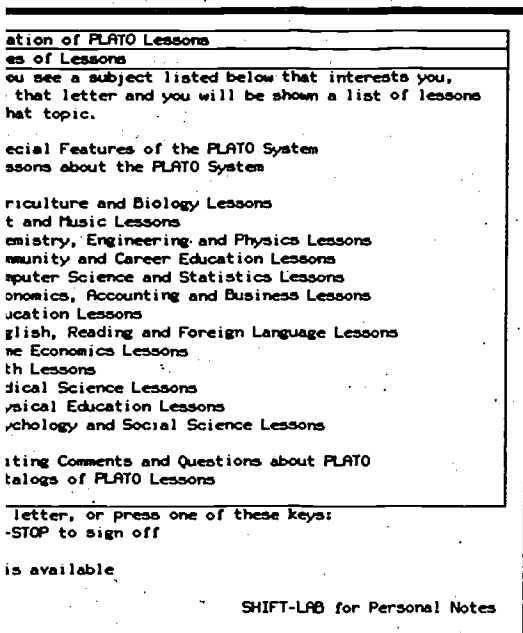 ation of PLATO Lessons
es of Lessons
ou see a subject listed below that interests you,
that letter and you will be shown a list of lessons
hat topic.
ecial Features of the PLATO System
ssons about the PLATO System
riculture and Biology Lessons
t and Music Lessons
emistry, Engineering and Physics Lessons
mmunity and Career Education Lessons
mputer Science and Statistics Lessons
onomics, Accounting and Business Lessons
ucation Lessons
glish, Reading and Foreign Language Lessons
me Economics Lessons
th Lessons
dical Science Lessons
ysical Education Lessons
ychology and Social Science Lessons
iting Comments and Questions about PLATO
talogs of PLATO Lessons
letter, or press one of these keys:
-STOP to sign off
is available
SHIFT-LAB for Personal Notes